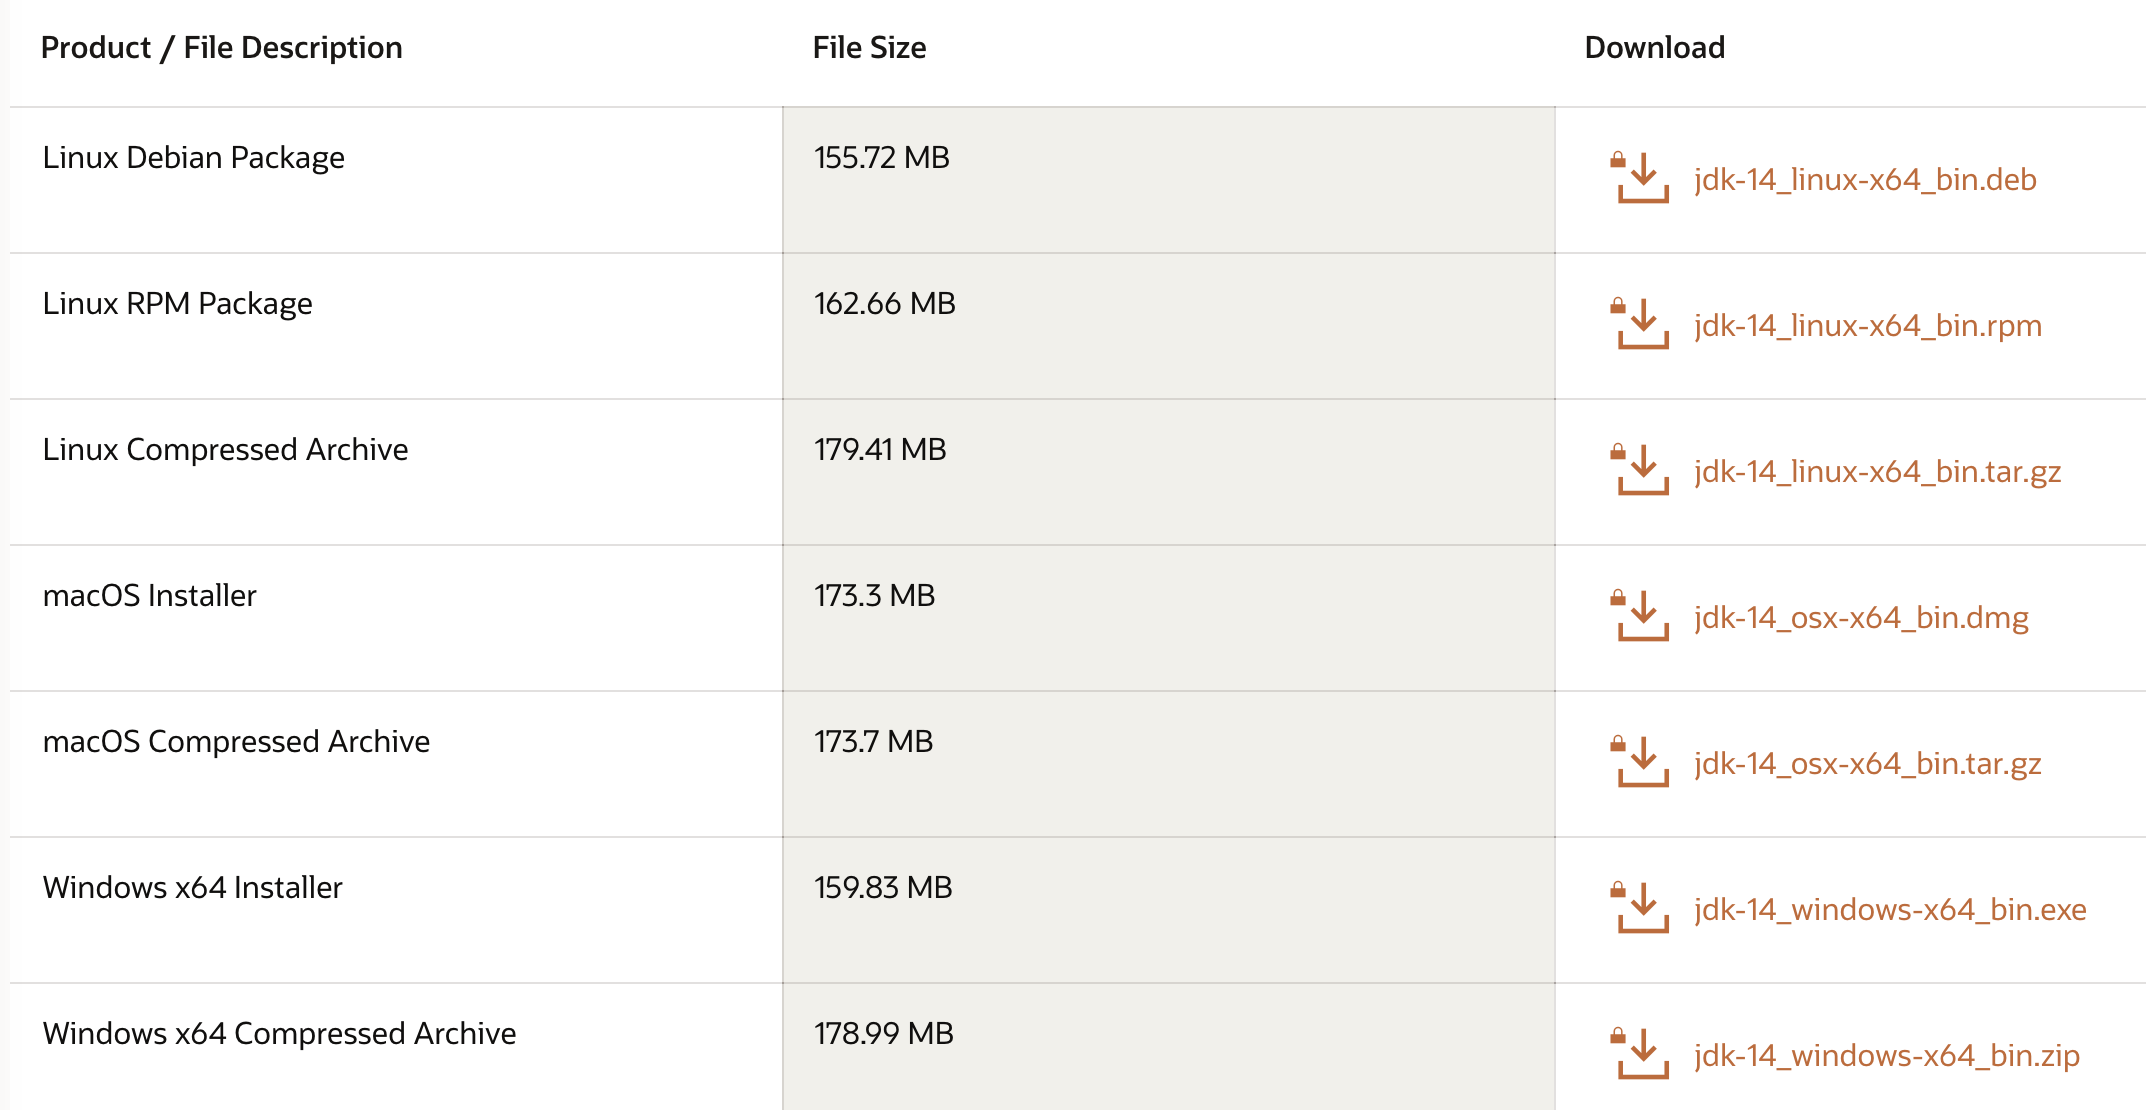 Product / File Description File Size Download
Linux Debian Package 155.72 MB jdk-14_linux-x64_bin.deb
Linux RPM Package 162.66 MB jdk-14_linux-x64_bin.rpm
Linux Compressed Archive 179.41 MB jdk-14_linux-x64_bin.tar.gz
macOS Installer 173.3 MB jdk-14_osx-x64_bin.dmg
macOS Compressed Archive 173.7 MB jdk-14_osx-x64_bin.tar.gz
Windows x64 Installer 159.83 MB jdk-14_windows-x64_bin.exe
Windows x64 Compressed Archive 178.99 MB jdk-14_windows-x64_bin.zip